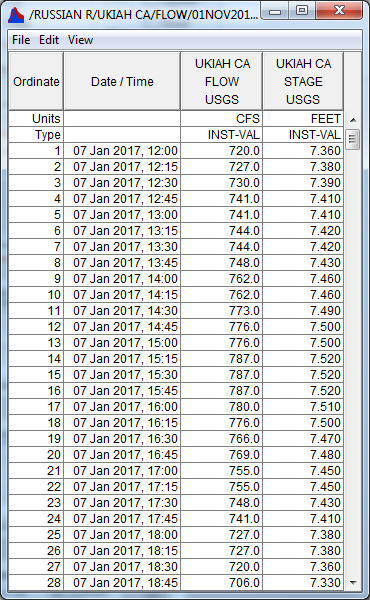 /RUSSIAN R/UKIAH CA/FLOW/01NOV201...
File Edit View
Ordinate Date / Time UKIAH CA FLOW USGS UKIAH CA STAGE USGS
Units CFS FEET
Type INST-VAL INST-VAL
1 07 Jan 2017, 12:00 720.0 7.360
2 07 Jan 2017, 12:15 727.0 7.380
3 07 Jan 2017, 12:30 730.0 7.390
4 07 Jan 2017, 12:45 741.0 7.410
5 07 Jan 2017, 13:00 741.0 7.410
6 07 Jan 2017, 13:15 744.0 7.420
7 07 Jan 2017, 13:30 744.0 7.420
8 07 Jan 2017, 13:45 748.0 7.430
9 07 Jan 2017, 14:00 762.0 7.460
10 07 Jan 2017, 14:15 762.0 7.460
11 07 Jan 2017, 14:30 773.0 7.490
12 07 Jan 2017, 14:45 776.0 7.500
13 07 Jan 2017, 15:00 776.0 7.500
14 07 Jan 2017, 15:15 787.0 7.520
15 07 Jan 2017, 15:30 787.0 7.520
16 07 Jan 2017, 15:45 787.0 7.520
17 07 Jan 2017, 16:00 780.0 7.510
18 07 Jan 2017, 16:15 776.0 7.500
19 07 Jan 2017, 16:30 766.0 7.470
20 07 Jan 2017, 16:45 769.0 7.480
21 07 Jan 2017, 17:00 755.0 7.450
22 07 Jan 2017, 17:15 755.0 7.450
23 07 Jan 2017, 17:30 748.0 7.430
24 07 Jan 2017, 17:45 741.0 7.410
25 07 Jan 2017, 18:00 727.0 7.380
26 07 Jan 2017, 18:15 727.0 7.380
27 07 Jan 2017, 18:30 720.0 7.360
28 07 Jan 2017, 18:45 706.0 7.330